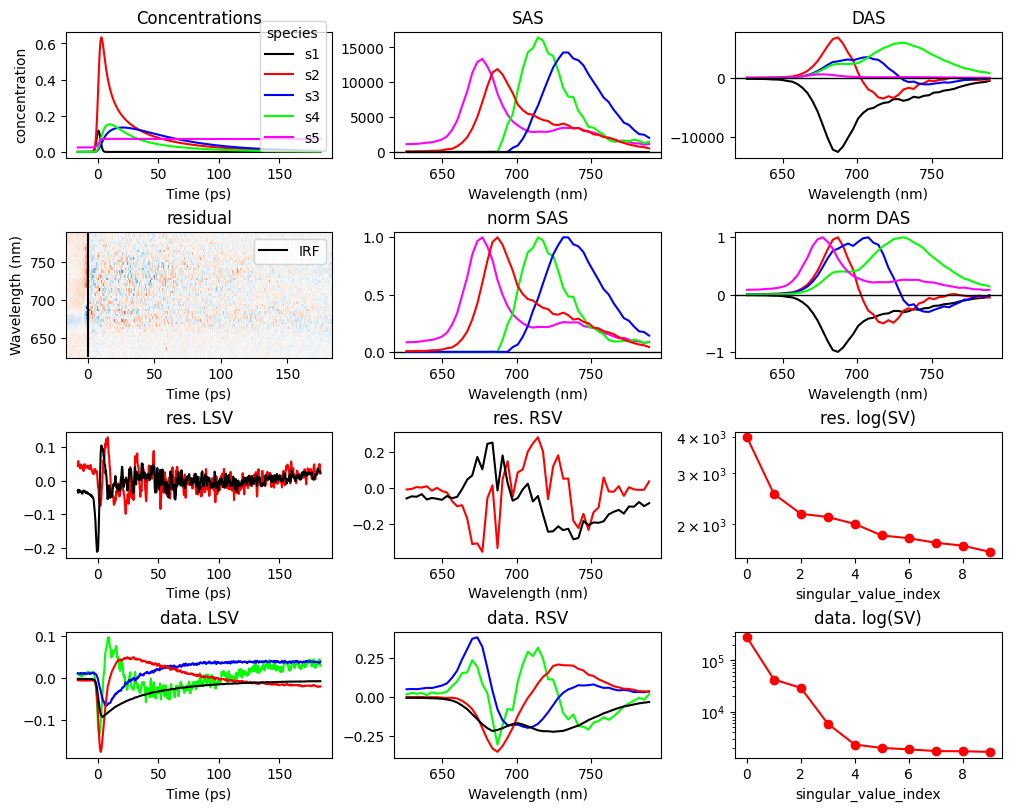 Concentrations
concentration
0.6
0.4
0.2
0.0
0
50
100
150
Time (ps)
species
s1
s2
s3
s4
s5
SAS
15000
10000
5000
0
650
700
750
Wavelength (nm)
DAS
0
−10000
650
700
750
Wavelength (nm)
residual
Wavelength (nm)
750
700
650
0
50
100
150
Time (ps)
IRF
norm SAS
1.0
0.5
0.0
650
700
750
Wavelength (nm)
norm DAS
1
0
−1
650
700
750
Wavelength (nm)
res. LSV
0.1
0.0
−0.1
−0.2
0
50
100
150
Time (ps)
res. RSV
0.2
0.0
−0.2
650
700
750
Wavelength (nm)
res. log(SV)
4 × 10³
3 × 10³
2 × 10³
0
2
4
6
8
singular_value_index
data. LSV
0.1
0.0
−0.1
0
50
100
150
Time (ps)
data. RSV
0.25
0.00
−0.25
650
700
750
Wavelength (nm)
data. log(SV)
10⁵
10⁴
0
2
4
6
8
singular_value_index